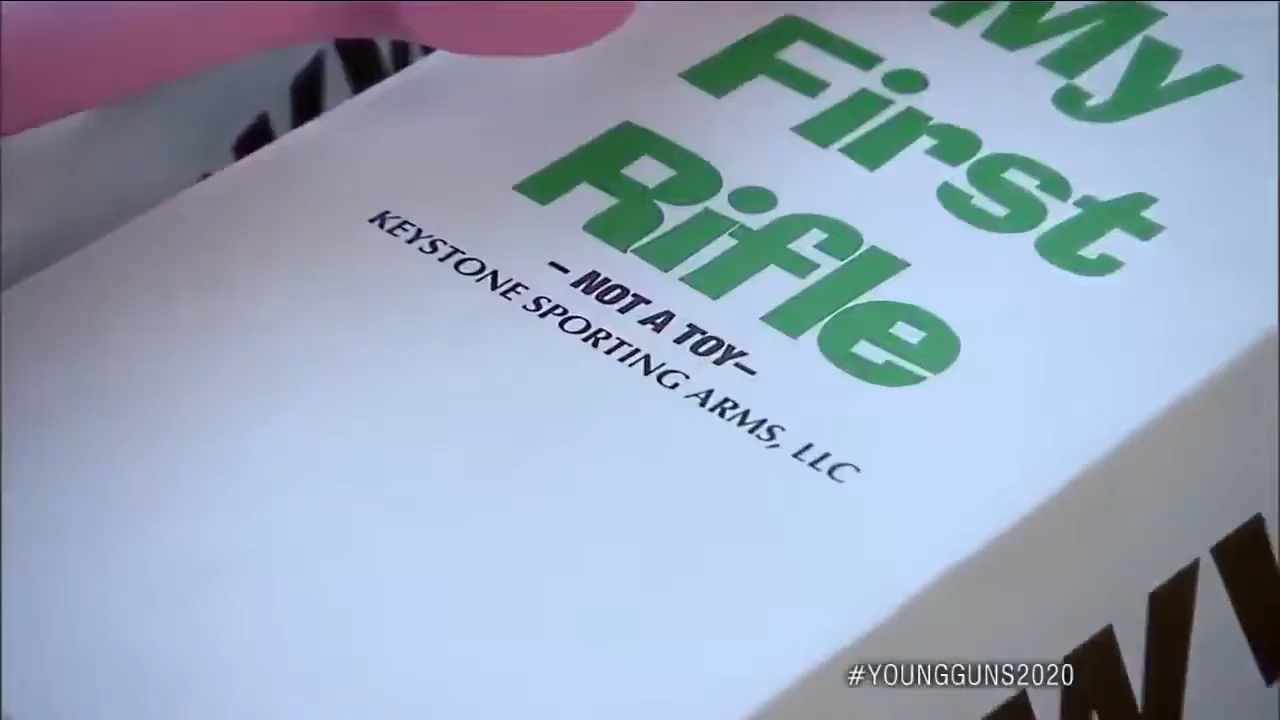 My
First
Rifle
– NOT A TOY–
KEYSTONE SPORTING ARMS, LLC
#YOUNGGUNS2020